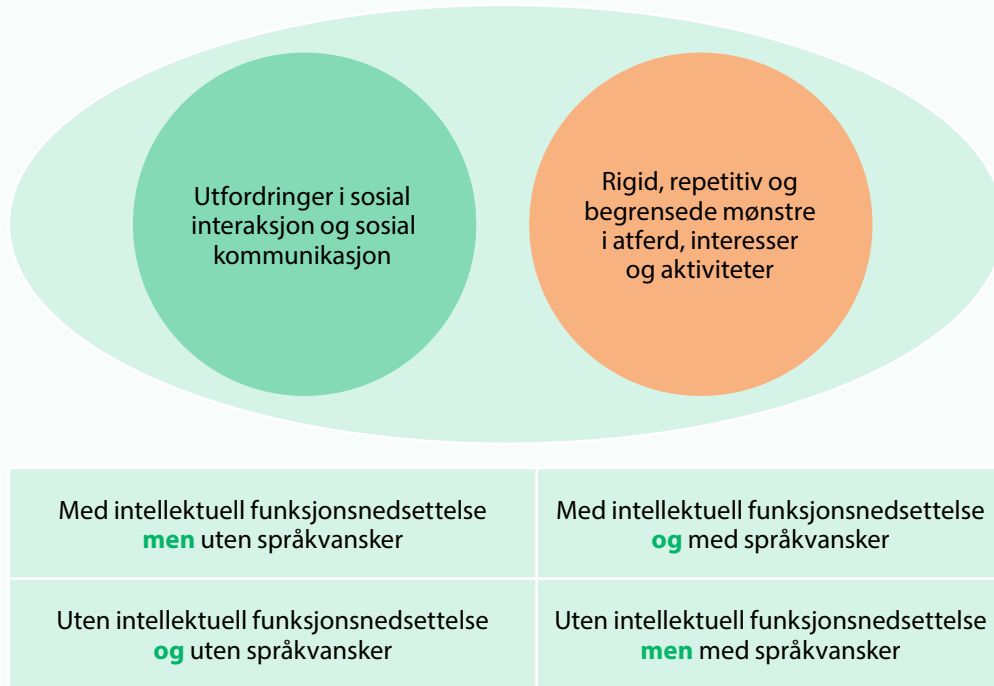 Utfordringer i sosial
interaksjon og sosial
kommunikasjon
Rigid, repetitiv og
begrensede mønstre
i atferd, interesser
og aktiviteter
Med intellektuell funksjonsnedsettelse
men uten språkvansker
Med intellektuell funksjonsnedsettelse
og med språkvansker
Uten intellektuell funksjonsnedsettelse
og uten språkvansker
Uten intellektuell funksjonsnedsettelse
men med språkvansker